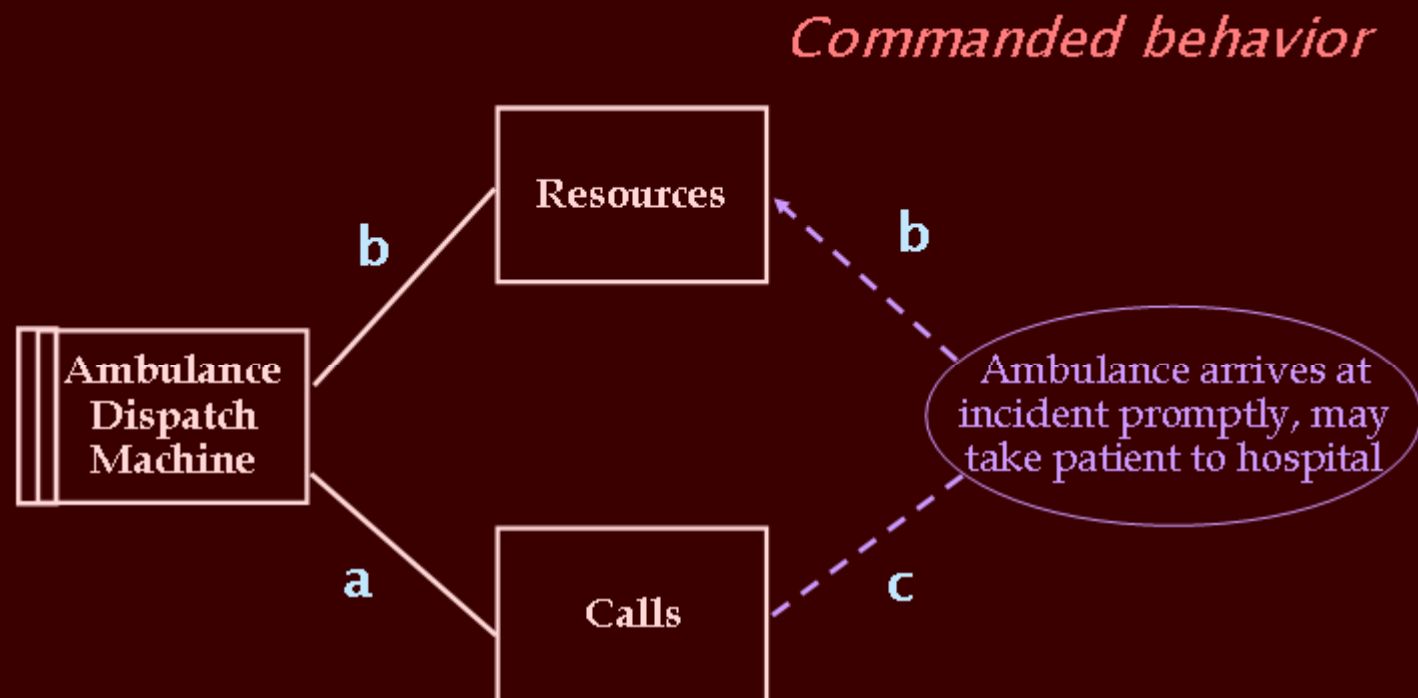 Commanded behavior
Resources
b
b
Ambulance
Dispatch
Machine
Ambulance arrives at
incident promptly, may
take patient to hospital
a
c
Calls